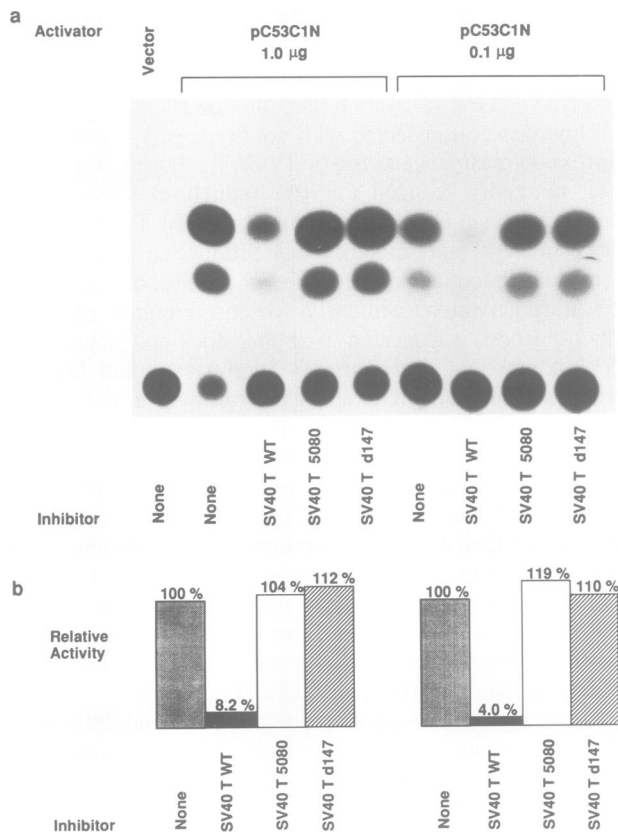 a
Activator
Vector
pC53C1N
1.0 µg
pC53C1N
0.1 µg
Inhibitor
None
None
SV40 T WT
SV40 T 5080
SV40 T d147
None
SV40 T WT
SV40 T 5080
SV40 T d147
b
Relative
Activity
100 %
8.2 %
104 %
112 %
100 %
4.0 %
119 %
110 %
Inhibitor
None
SV40 T WT
SV40 T 5080
SV40 T d147
None
SV40 T WT
SV40 T 5080
SV40 T d147